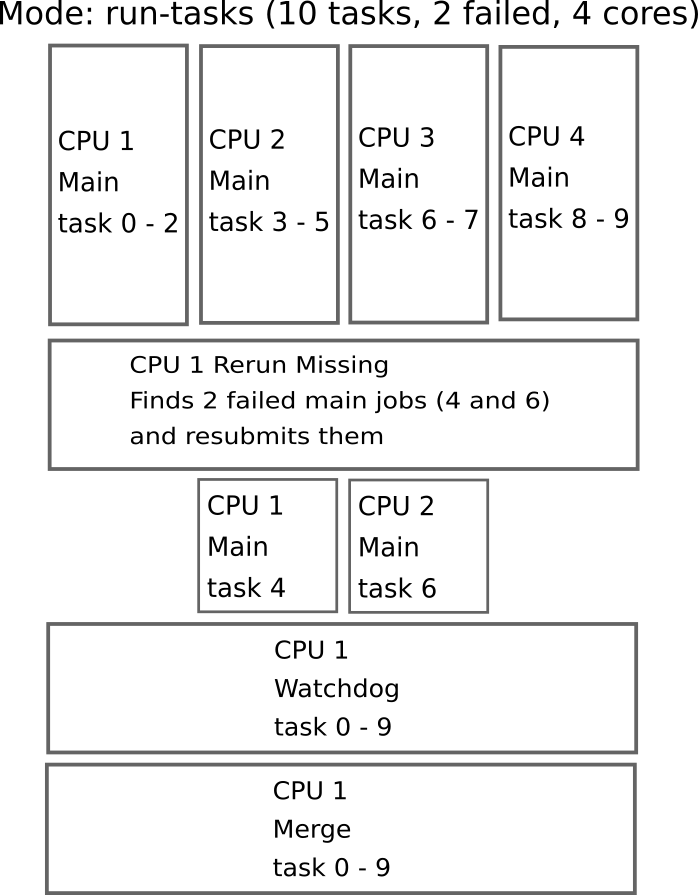 Mode: run-tasks (10 tasks, 2 failed, 4 cores)
CPU 1
Main
task 0 - 2
CPU 2
Main
task 3 - 5
CPU 3
Main
task 6 - 7
CPU 4
Main
task 8 - 9
CPU 1 Rerun Missing
Finds 2 failed main jobs (4 and 6)
and resubmits them
CPU 1
Main
task 4
CPU 2
Main
task 6
CPU 1
Watchdog
task 0 - 9
CPU 1
Merge
task 0 - 9